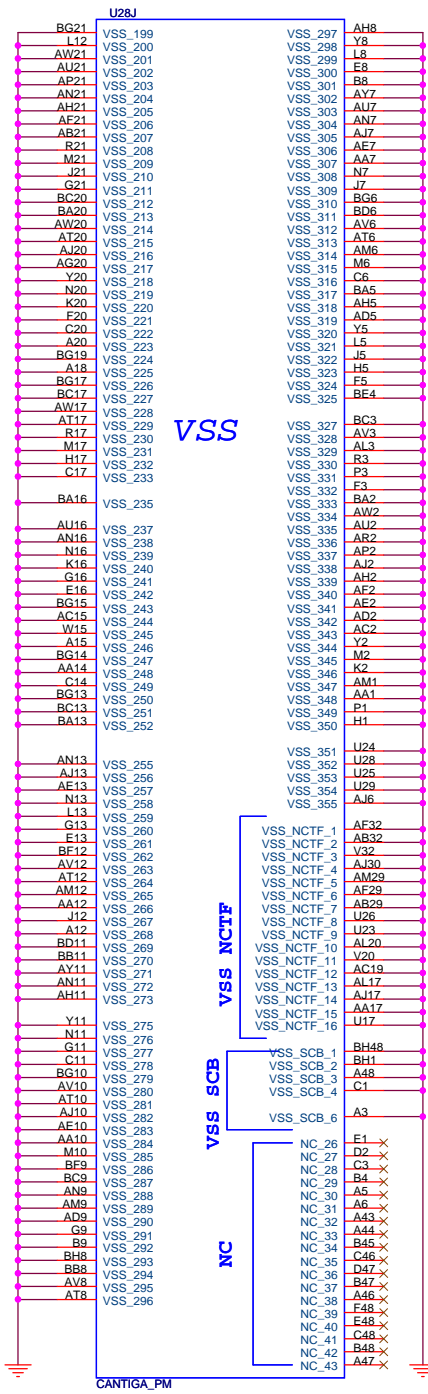 U28J
BG21 VSS_199
L12 VSS_200
AW21 VSS_201
AU21 VSS_202
AP21 VSS_203
AN21 VSS_204
AH21 VSS_205
AF21 VSS_206
AB21 VSS_207
R21 VSS_208
M21 VSS_209
J21 VSS_210
G21 VSS_211
BC20 VSS_212
BA20 VSS_213
AW20 VSS_214
AT20 VSS_215
AJ20 VSS_216
AG20 VSS_217
Y20 VSS_218
N20 VSS_219
K20 VSS_220
F20 VSS_221
C20 VSS_222
A20 VSS_223
BG19 VSS_224
A18 VSS_225
BG17 VSS_226
BC17 VSS_227
AW17 VSS_228
AT17 VSS_229
R17 VSS_230
M17 VSS_231
H17 VSS_232
C17 VSS_233
BA16 VSS_235
AU16 VSS_237
AN16 VSS_238
N16 VSS_239
K16 VSS_240
G16 VSS_241
E16 VSS_242
BG15 VSS_243
AC15 VSS_244
W15 VSS_245
A15 VSS_246
BG14 VSS_247
AA14 VSS_248
C14 VSS_249
BG13 VSS_250
BC13 VSS_251
BA13 VSS_252
AN13 VSS_255
AJ13 VSS_256
AE13 VSS_257
N13 VSS_258
L13 VSS_259
G13 VSS_260
E13 VSS_261
BF12 VSS_262
AV12 VSS_263
AT12 VSS_264
AM12 VSS_265
AA12 VSS_266
J12 VSS_267
A12 VSS_268
BD11 VSS_269
BB11 VSS_270
AY11 VSS_271
AN11 VSS_272
AH11 VSS_273
Y11 VSS_275
N11 VSS_276
G11 VSS_277
C11 VSS_278
BG10 VSS_279
AV10 VSS_280
AT10 VSS_281
AJ10 VSS_282
AE10 VSS_283
AA10 VSS_284
M10 VSS_285
BF9 VSS_286
BC9 VSS_287
AN9 VSS_288
AM9 VSS_289
AD9 VSS_290
G9 VSS_291
B9 VSS_292
BH8 VSS_293
BB8 VSS_294
AV8 VSS_295
AT8 VSS_296
VSS
VSS_297 AH8
VSS_298 Y8
VSS_299 L8
VSS_300 E8
VSS_301 B8
VSS_302 AY7
VSS_303 AU7
VSS_304 AN7
VSS_305 AJ7
VSS_306 AE7
VSS_307 AA7
VSS_308 N7
VSS_309 J7
VSS_310 BG6
VSS_311 BD6
VSS_312 AV6
VSS_313 AT6
VSS_314 AM6
VSS_315 M6
VSS_316 C6
VSS_317 BA5
VSS_318 AH5
VSS_319 AD5
VSS_320 Y5
VSS_321 L5
VSS_322 J5
VSS_323 H5
VSS_324 F5
VSS_325 BE4
VSS_327 BC3
VSS_328 AV3
VSS_329 AL3
VSS_330 R3
VSS_331 P3
VSS_332 F3
VSS_333 BA2
VSS_334 AW2
VSS_335 AU2
VSS_336 AR2
VSS_337 AP2
VSS_338 AJ2
VSS_339 AH2
VSS_340 AF2
VSS_341 AE2
VSS_342 AD2
VSS_343 AC2
VSS_344 Y2
VSS_345 M2
VSS_346 K2
VSS_347 AM1
VSS_348 AA1
VSS_349 P1
VSS_350 H1
VSS_351 U24
VSS_352 U28
VSS_353 U25
VSS_354 U29
VSS_355 AJ6
VSS NCTF
VSS_NCTF_1 AF32
VSS_NCTF_2 AB32
VSS_NCTF_3 V32
VSS_NCTF_4 AJ30
VSS_NCTF_5 AM29
VSS_NCTF_6 AF29
VSS_NCTF_7 AB29
VSS_NCTF_8 U26
VSS_NCTF_9 U23
VSS_NCTF_10 AL20
VSS_NCTF_11 V20
VSS_NCTF_12 AC19
VSS_NCTF_13 AL17
VSS_NCTF_14 AJ17
VSS_NCTF_15 AA17
VSS_NCTF_16 U17
VSS SCB
VSS_SCB_1 BH48
VSS_SCB_2 BH1
VSS_SCB_3 A48
VSS_SCB_4 C1
VSS_SCB_6 A3
NC
NC_26 E1
NC_27 D2
NC_28 C3
NC_29 B4
NC_30 A5
NC_31 A6
NC_32 A43
NC_33 A44
NC_34 B45
NC_35 C46
NC_36 D47
NC_37 B47
NC_38 A46
NC_39 F48
NC_40 E48
NC_41 C48
NC_42 B48
NC_43 A47
CANTIGA_PM